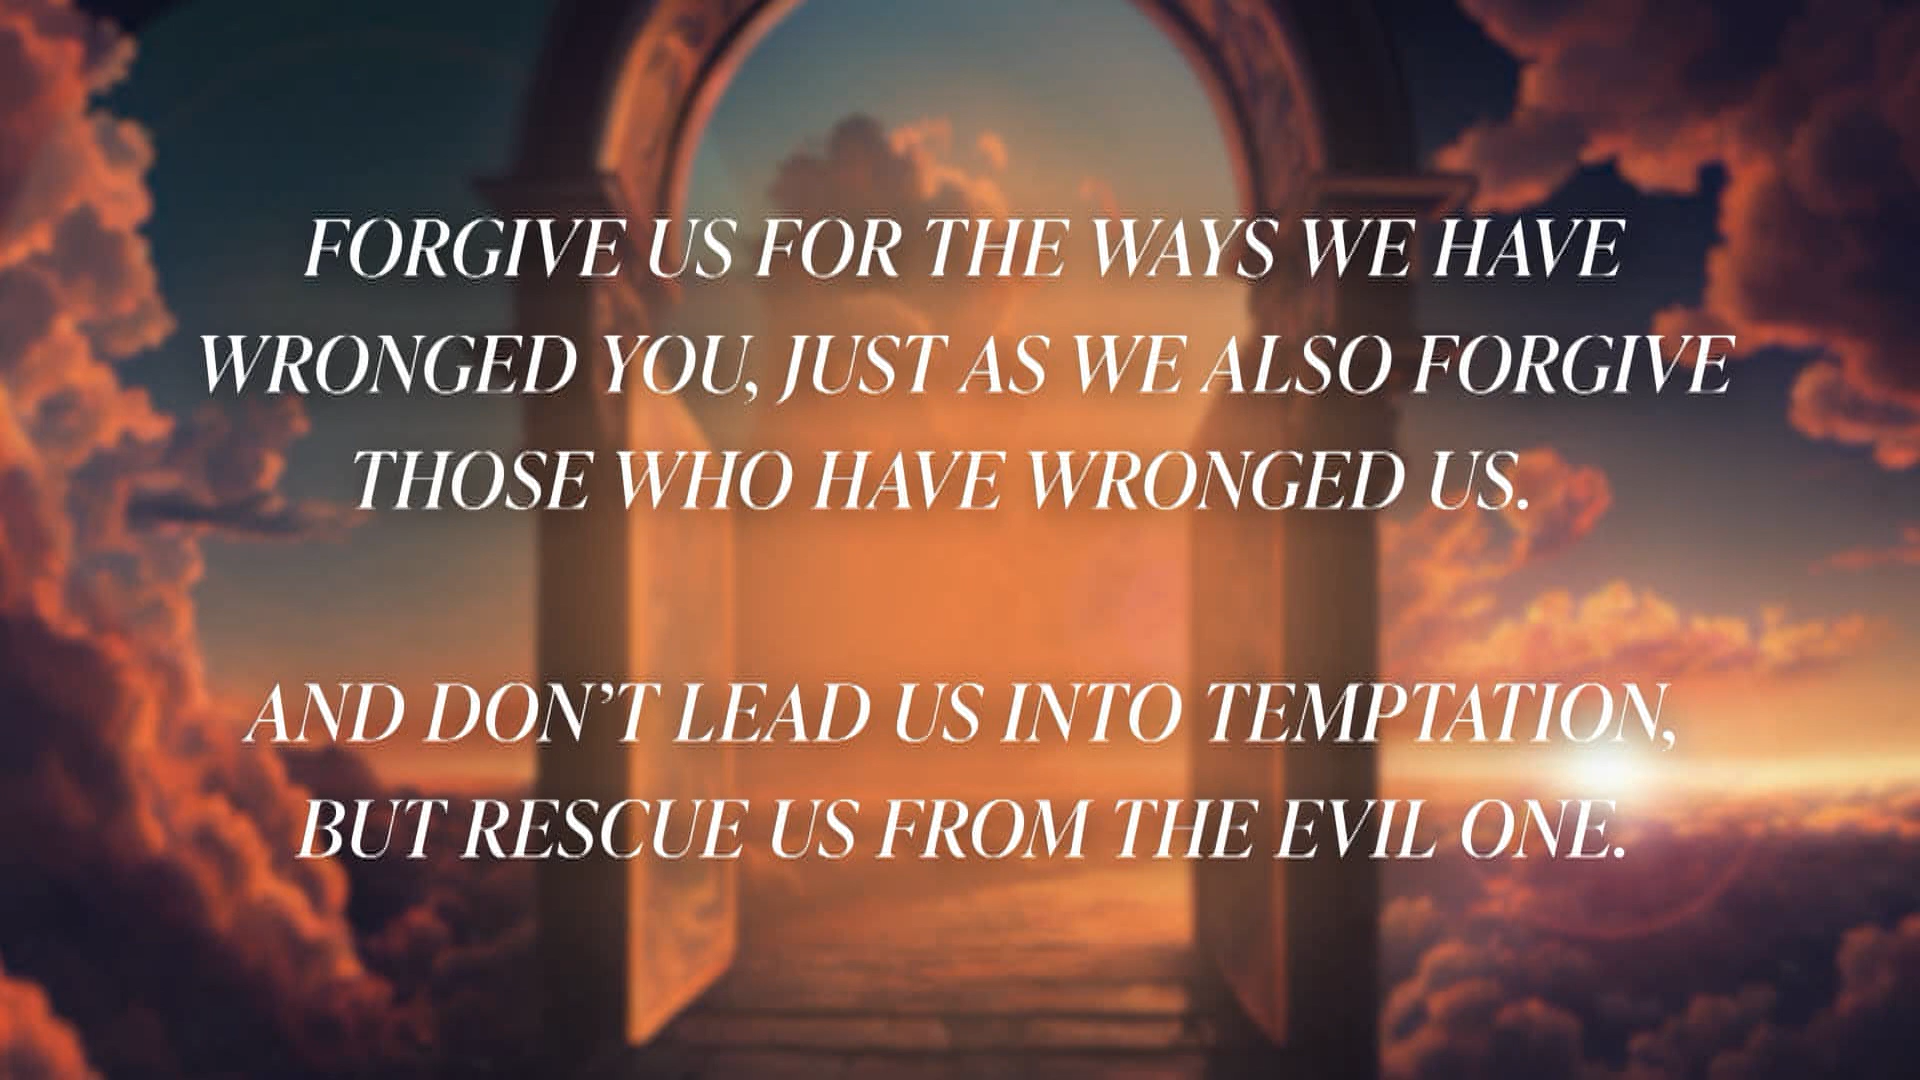 FORGIVE US FOR THE WAYS WE HAVE
WRONGED YOU, JUST AS WE ALSO FORGIVE
THOSE WHO HAVE WRONGED US.
AND DON’T LEAD US INTO TEMPTATION,
BUT RESCUE US FROM THE EVIL ONE.